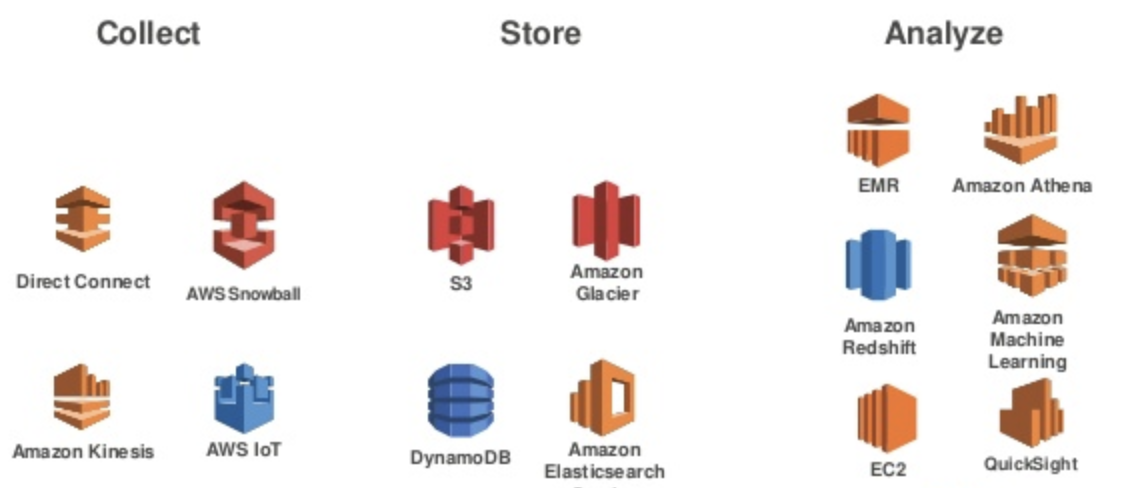 Collect
Store
Analyze
Direct Connect
AWS Snowball
Amazon Kinesis
AWS IoT
S3
Amazon
Glacier
DynamoDB
Amazon
Elasticsearch
EMR
Amazon Athena
Amazon
Redshift
Amazon
Machine
Learning
EC2
QuickSight